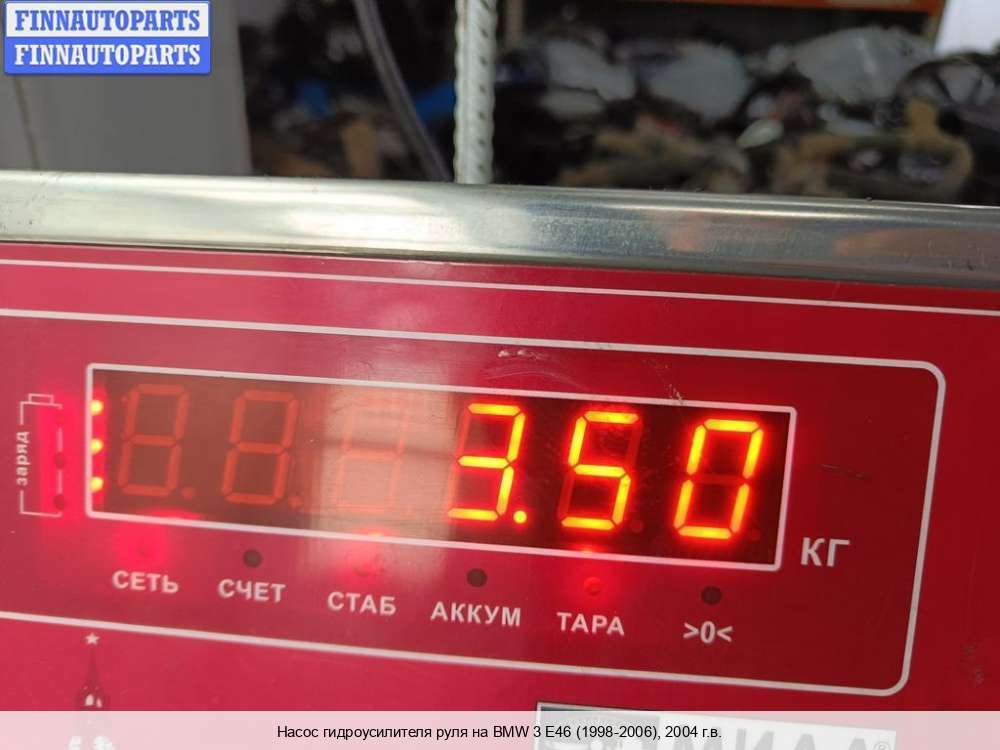 FINNAUTOPARTS
FINNAUTOPARTS
заряд
3.50
КГ
СЕТЬ СЧЕТ СТАБ АККУМ ТАРА >0<
Насос гидроусилителя руля на BMW 3 E46 (1998-2006), 2004 г.в.